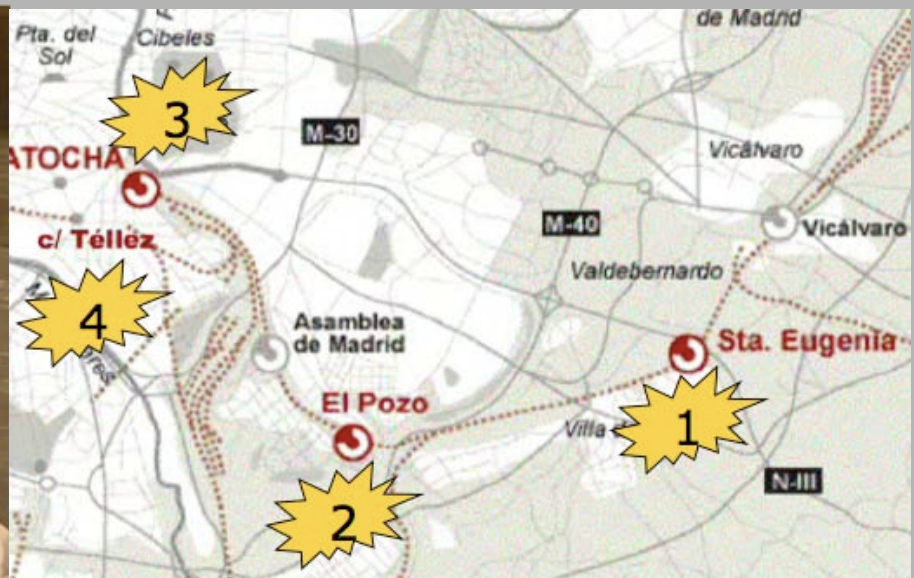 de Madrid
Pta. del
Sol
Cibeles
3
M-30
ATOCHA
Vicálvaro
M-40
Vicálvaro
c/ Téllez
Valdebernardo
4
Asamblea
de Madrid
Sta. Eugenia
El Pozo
Villa
1
N-III
2